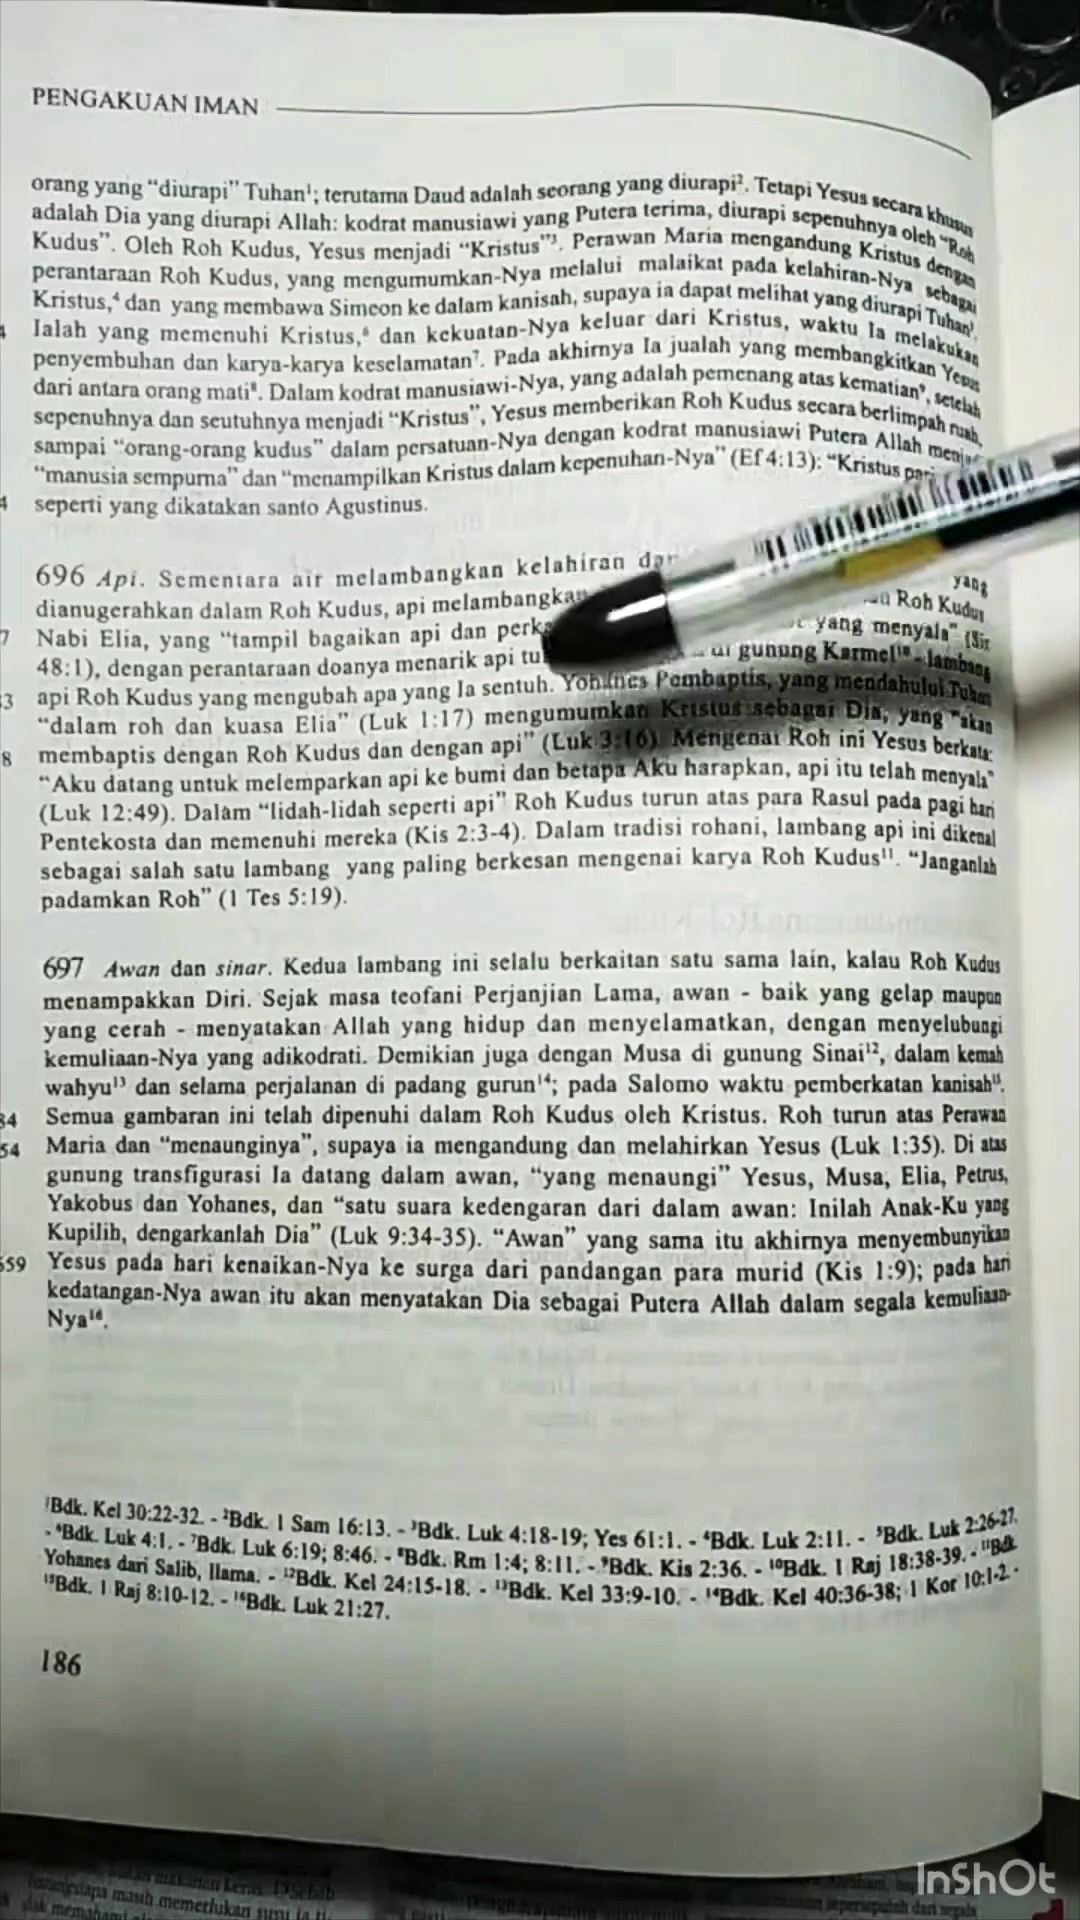 PENGAKUAN IMAN
orang yang “diurapi” Tuhan¹; terutama Daud adalah seorang yang diurapi². Tetapi Yesus secara khusus
adalah Dia yang diurapi Allah: kodrat manusiawi yang Putera terima, diurapi sepenuhnya oleh “Roh
Kudus”. Oleh Roh Kudus, Yesus menjadi “Kristus”³. Perawan Maria mengandung Kristus dengan
perantaraan Roh Kudus, yang mengumumkan-Nya melalui malaikat pada kelahiran-Nya sebagai
Kristus,⁴ dan yang membawa Simeon ke dalam kanisah, supaya ia dapat melihat yang diurapi Tuhan⁵.
4 Ialah yang memenuhi Kristus,⁶ dan kekuatan-Nya keluar dari Kristus, waktu Ia melakukan
penyembuhan dan karya-karya keselamatan⁷. Pada akhirnya Ia jualah yang membangkitkan Yesus
dari antara orang mati⁸. Dalam kodrat manusiawi-Nya, yang adalah pemenang atas kematian⁹, setelah
sepenuhnya dan seutuhnya menjadi “Kristus”, Yesus memberikan Roh Kudus secara berlimpah ruah,
sampai “orang-orang kudus” dalam persatuan-Nya dengan kodrat manusiawi Putera Allah
“manusia sempurna” dan “menampilkan Kristus dalam kepenuhan-Nya” (Ef 4:13): “Kristus
4 seperti yang dikatakan santo Agustinus.
696 Api. Sementara air melambangkan kelahiran yang
dianugerahkan dalam Roh Kudus, api melambangkan Roh Kudus
7 Nabi Elia, yang “tampil bagaikan api dan yang menyala” (Sir
48:1), dengan perantaraan doanya menarik api gunung Karmel¹⁰ - lambang
3 api Roh Kudus yang mengubah apa yang Ia sentuh. Yohanes Pembaptis, yang mendahului Tuhan
“dalam roh dan kuasa Elia” (Luk 1:17) mengumumkan Kristus sebagai Dia, yang “akan
8 membaptis dengan Roh Kudus dan dengan api” (Luk 3:16). Mengenai Roh ini Yesus berkata:
“Aku datang untuk melemparkan api ke bumi dan betapa Aku harapkan, api itu telah menyala”
(Luk 12:49). Dalam “lidah-lidah seperti api” Roh Kudus turun atas para Rasul pada pagi hari
Pentekosta dan memenuhi mereka (Kis 2:3-4). Dalam tradisi rohani, lambang api ini dikenal
sebagai salah satu lambang yang paling berkesan mengenai karya Roh Kudus¹¹. “Janganlah
padamkan Roh” (1 Tes 5:19).
697 Awan dan sinar. Kedua lambang ini selalu berkaitan satu sama lain, kalau Roh Kudus
menampakkan Diri. Sejak masa teofani Perjanjian Lama, awan - baik yang gelap maupun
yang cerah - menyatakan Allah yang hidup dan menyelamatkan, dengan menyelubungi
kemuliaan-Nya yang adikodrati. Demikian juga dengan Musa di gunung Sinai¹², dalam kemah
wahyu¹³ dan selama perjalanan di padang gurun¹⁴; pada Salomo waktu pemberkatan kanisah¹⁵.
34 Semua gambaran ini telah dipenuhi dalam Roh Kudus oleh Kristus. Roh turun atas Perawan
54 Maria dan “menaunginya”, supaya ia mengandung dan melahirkan Yesus (Luk 1:35). Di atas
gunung transfigurasi Ia datang dalam awan, “yang menaungi” Yesus, Musa, Elia, Petrus,
Yakobus dan Yohanes, dan “satu suara kedengaran dari dalam awan: Inilah Anak-Ku yang
Kupilih, dengarkanlah Dia” (Luk 9:34-35). “Awan” yang sama itu akhirnya menyembunyikan
659 Yesus pada hari kenaikan-Nya ke surga dari pandangan para murid (Kis 1:9); pada hari
kedatangan-Nya awan itu akan menyatakan Dia sebagai Putera Allah dalam segala kemuliaan-
Nya¹⁶.
¹Bdk. Kel 30:22-32. - ²Bdk. 1 Sam 16:13. - ³Bdk. Luk 4:18-19; Yes 61:1. - ⁴Bdk. Luk 2:11. - ⁵Bdk. Luk 2:26-27.
- ⁶Bdk. Luk 4:1. - ⁷Bdk. Luk 6:19; 8:46. - ⁸Bdk. Rm 1:4; 8:11. - ⁹Bdk. Kis 2:36. - ¹⁰Bdk. 1 Raj 18:38-39. - ¹¹Bdk.
Yohanes dari Salib, llama. - ¹²Bdk. Kel 24:15-18. - ¹³Bdk. Kel 33:9-10. - ¹⁴Bdk. Kel 40:36-38; 1 Kor 10:1-2. -
¹⁵Bdk. 1 Raj 8:10-12. - ¹⁶Bdk. Luk 21:27.
186
masih memerlukan susu
InShOt